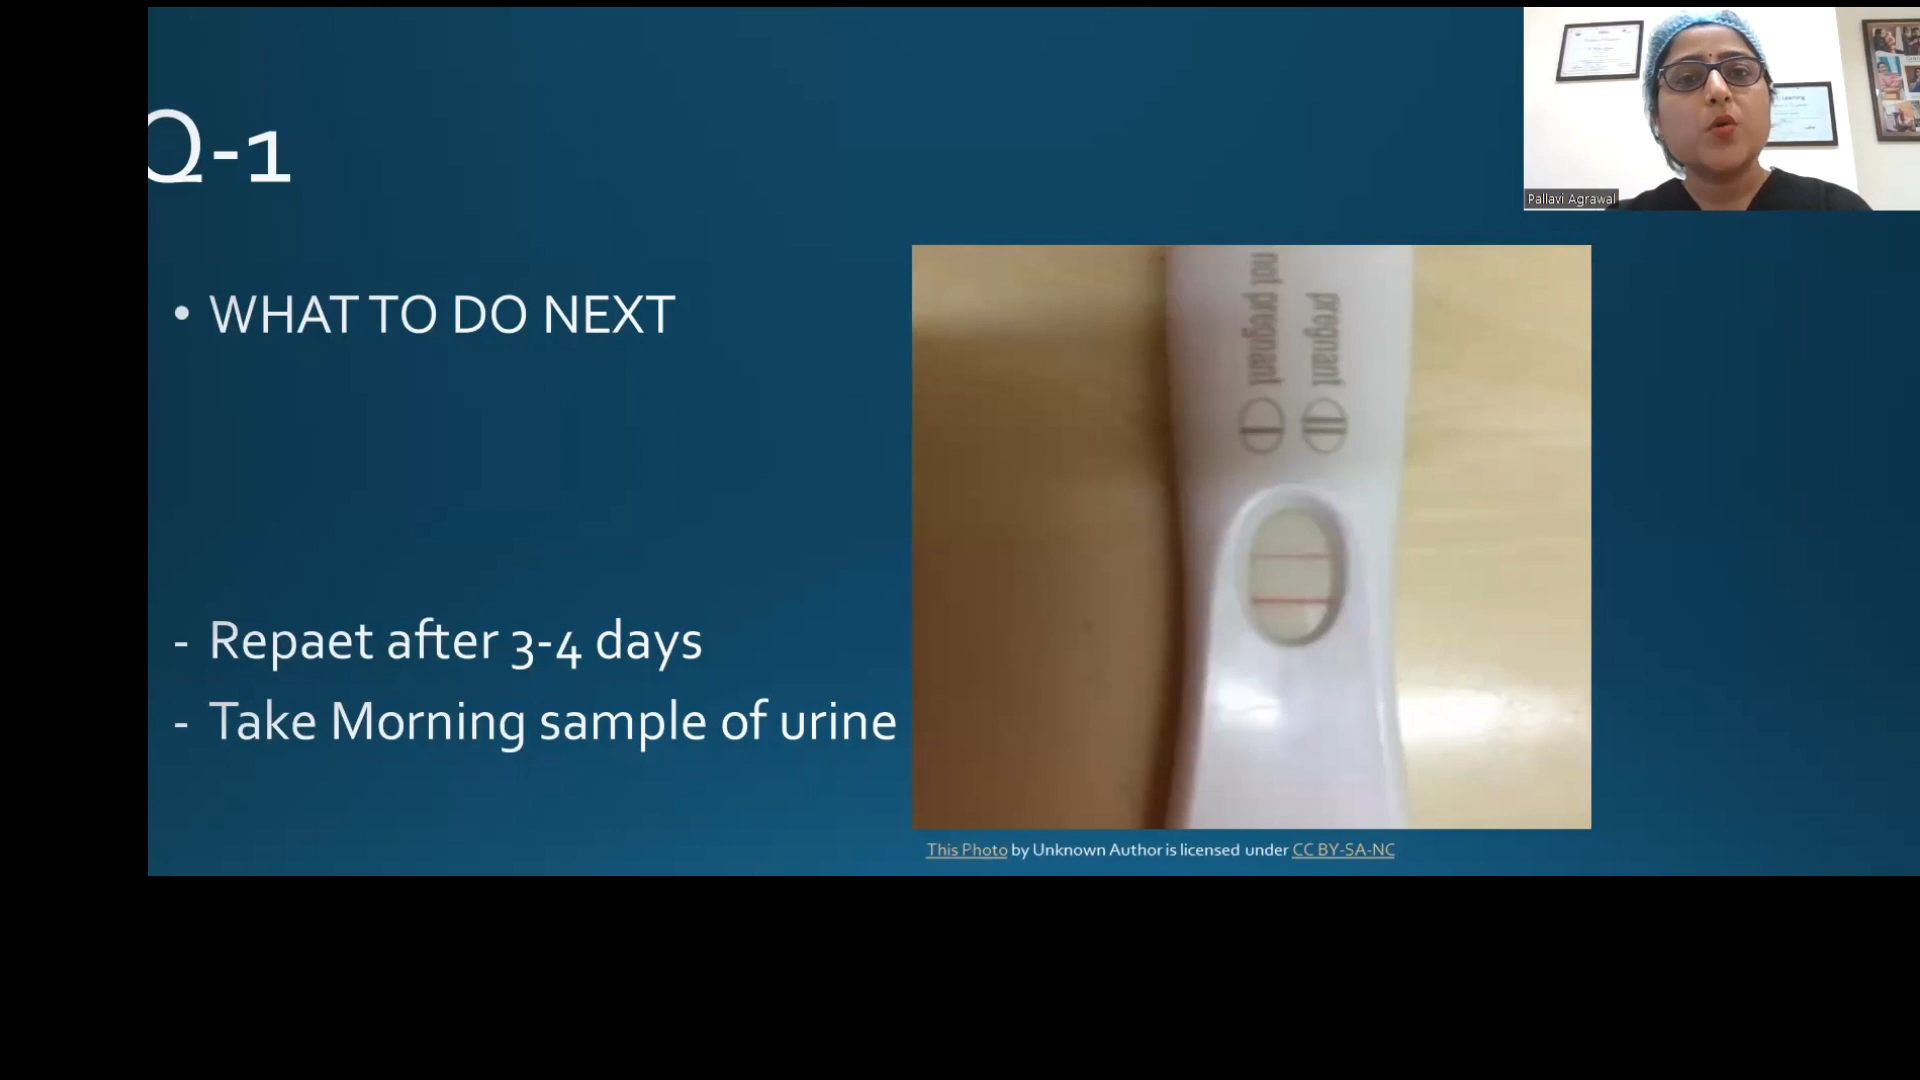 Q-1
Pallavi Agrawal
• WHAT TO DO NEXT
not pregnant
pregnant
- Repaet after 3-4 days
- Take Morning sample of urine
This Photo by Unknown Author is licensed under CC BY-SA-NC